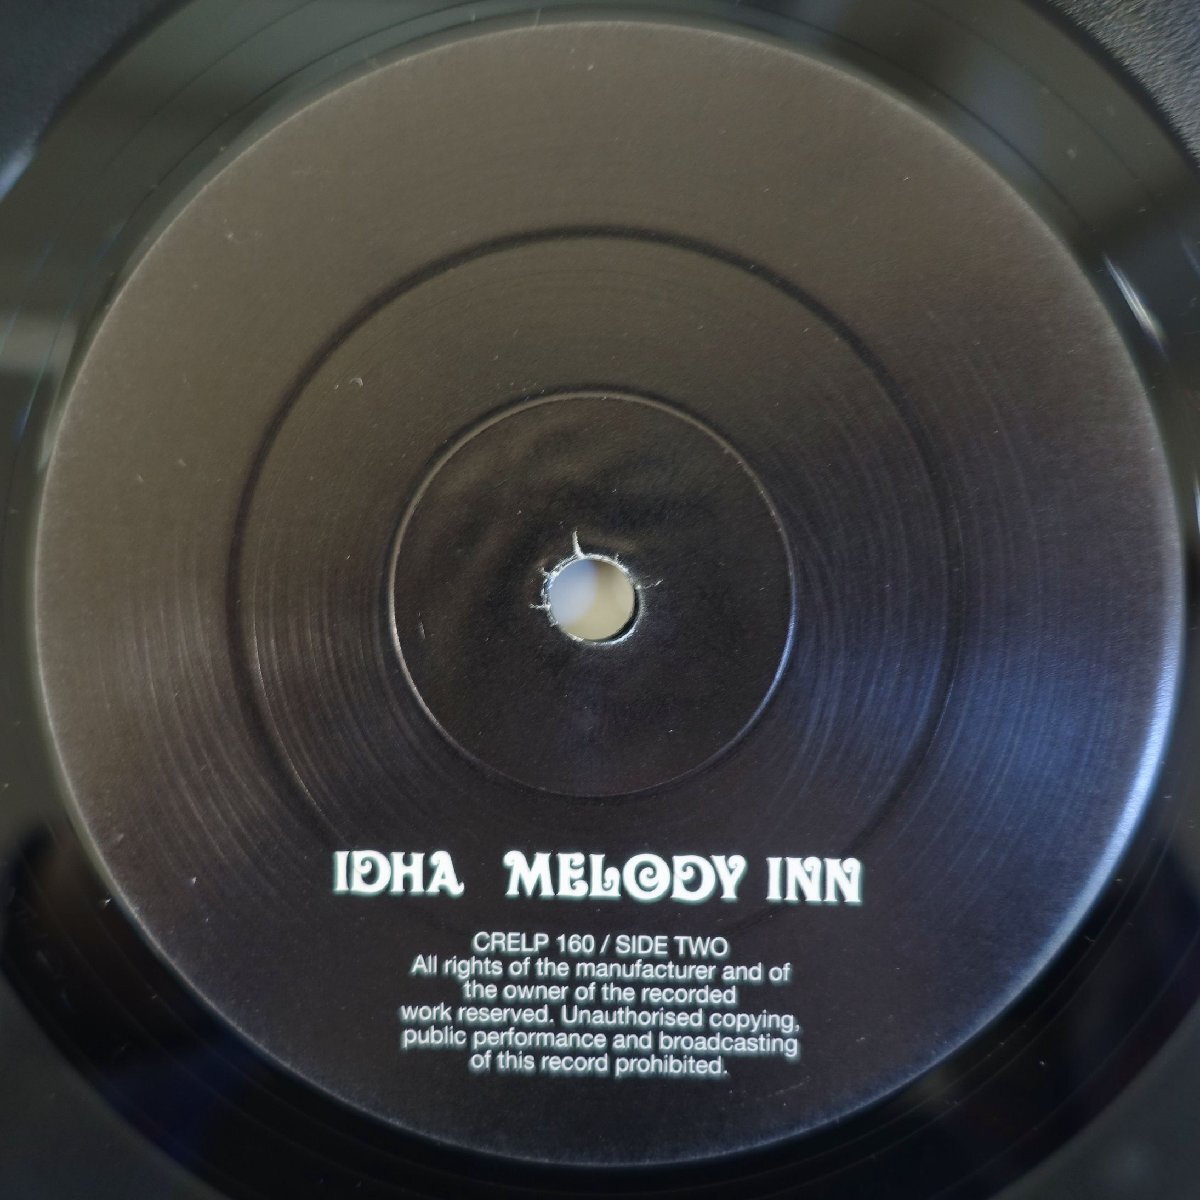 IDHA MELODY INN
CRELP 160 / SIDE TWO
All rights of the manufacturer and of
the owner of the recorded
work reserved. Unauthorised copying,
public performance and broadcasting
of this record prohibited.